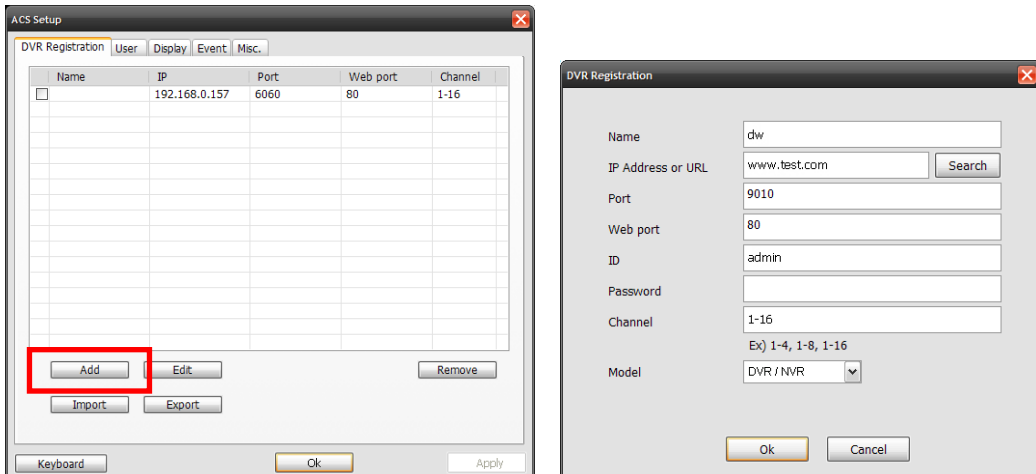 ACS Setup
DVR Registration User Display Event Misc.
Name IP Port Web port Channel
192.168.0.157 6060 80 1-16
Add Edit Remove
Import Export
Keyboard Ok Apply
DVR Registration
Name dw
IP Address or URL www.test.com Search
Port 9010
Web port 80
ID admin
Password
Channel 1-16
Ex) 1-4, 1-8, 1-16
Model DVR / NVR
Ok Cancel